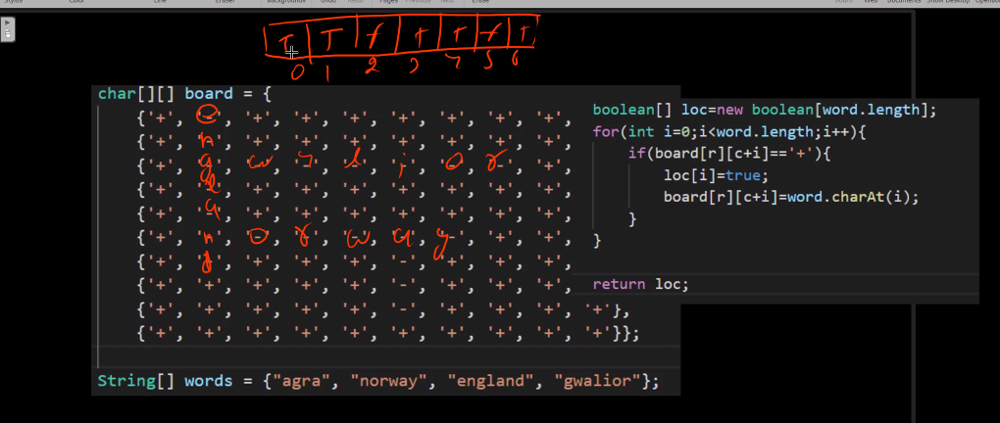 T T f T T f T
0 1 2 3 4 5 6
char[][] board = {
{'+', '-', '+', '+', '+', '+', '+', '+', '+',
{'+', '-', '+', '+', '+', '+', '+', '+', '+',
{'+', '-', '-', '-', '-', '-', '-', '-', '+',
{'+', '-', '+', '+', '+', '+', '+', '+', '+',
{'+', '-', '+', '+', '+', '+', '+', '+', '+',
{'+', '-', '-', '-', '-', '-', '-', '+', '+',
{'+', '-', '+', '+', '+', '-', '+', '+', '+',
{'+', '+', '+', '+', '+', '-', '+', '+', '+',
{'+', '+', '+', '+', '+', '-', '+', '+', '+', '+'},
{'+', '+', '+', '+', '+', '+', '+', '+', '+', '+'}};
String[] words = {"agra", "norway", "england", "gwalior"};
boolean[] loc=new boolean[word.length];
for(int i=0;i<word.length;i++){
if(board[r][c+i]=='+'){
loc[i]=true;
board[r][c+i]=word.charAt(i);
}
}
return loc;